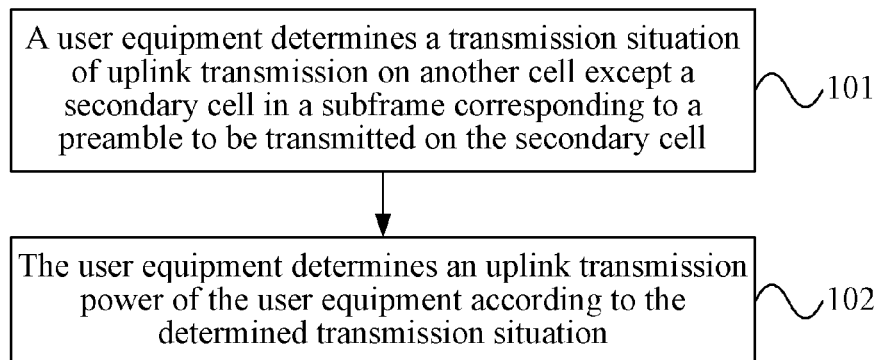 A user equipment determines a transmission situation
of uplink transmission on another cell except a
secondary cell in a subframe corresponding to a
preamble to be transmitted on the secondary cell
101
The user equipment determines an uplink transmission
power of the user equipment according to the
determined transmission situation
102